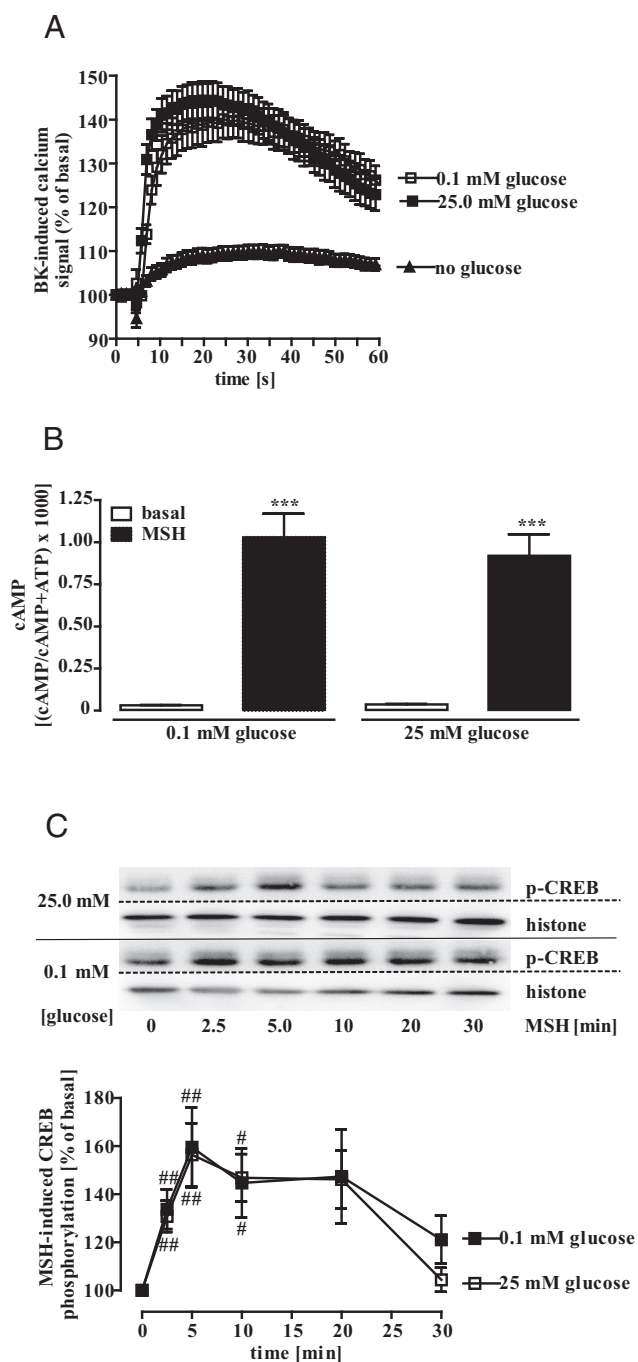 A
BK-induced calcium
signal (% of basal)
150
140
130
120
110
100
90
0 10 20 30 40 50 60
time [s]
0.1 mM glucose
25.0 mM glucose
no glucose
B
cAMP
[(cAMP/cAMP+ATP) x 1000]
1.25
1.00
0.75
0.50
0.25
0
basal
MSH
*** ***
0.1 mM glucose 25 mM glucose
C
25.0 mM p-CREB
histone
0.1 mM p-CREB
histone
[glucose] 0 2.5 5.0 10 20 30 MSH [min]
MSH-induced CREB
phosphorylation [% of basal]
180
160
140
120
100
##
##
##
##
#
#
0.1 mM glucose
25 mM glucose
0 5 10 15 20 25 30
time [min]